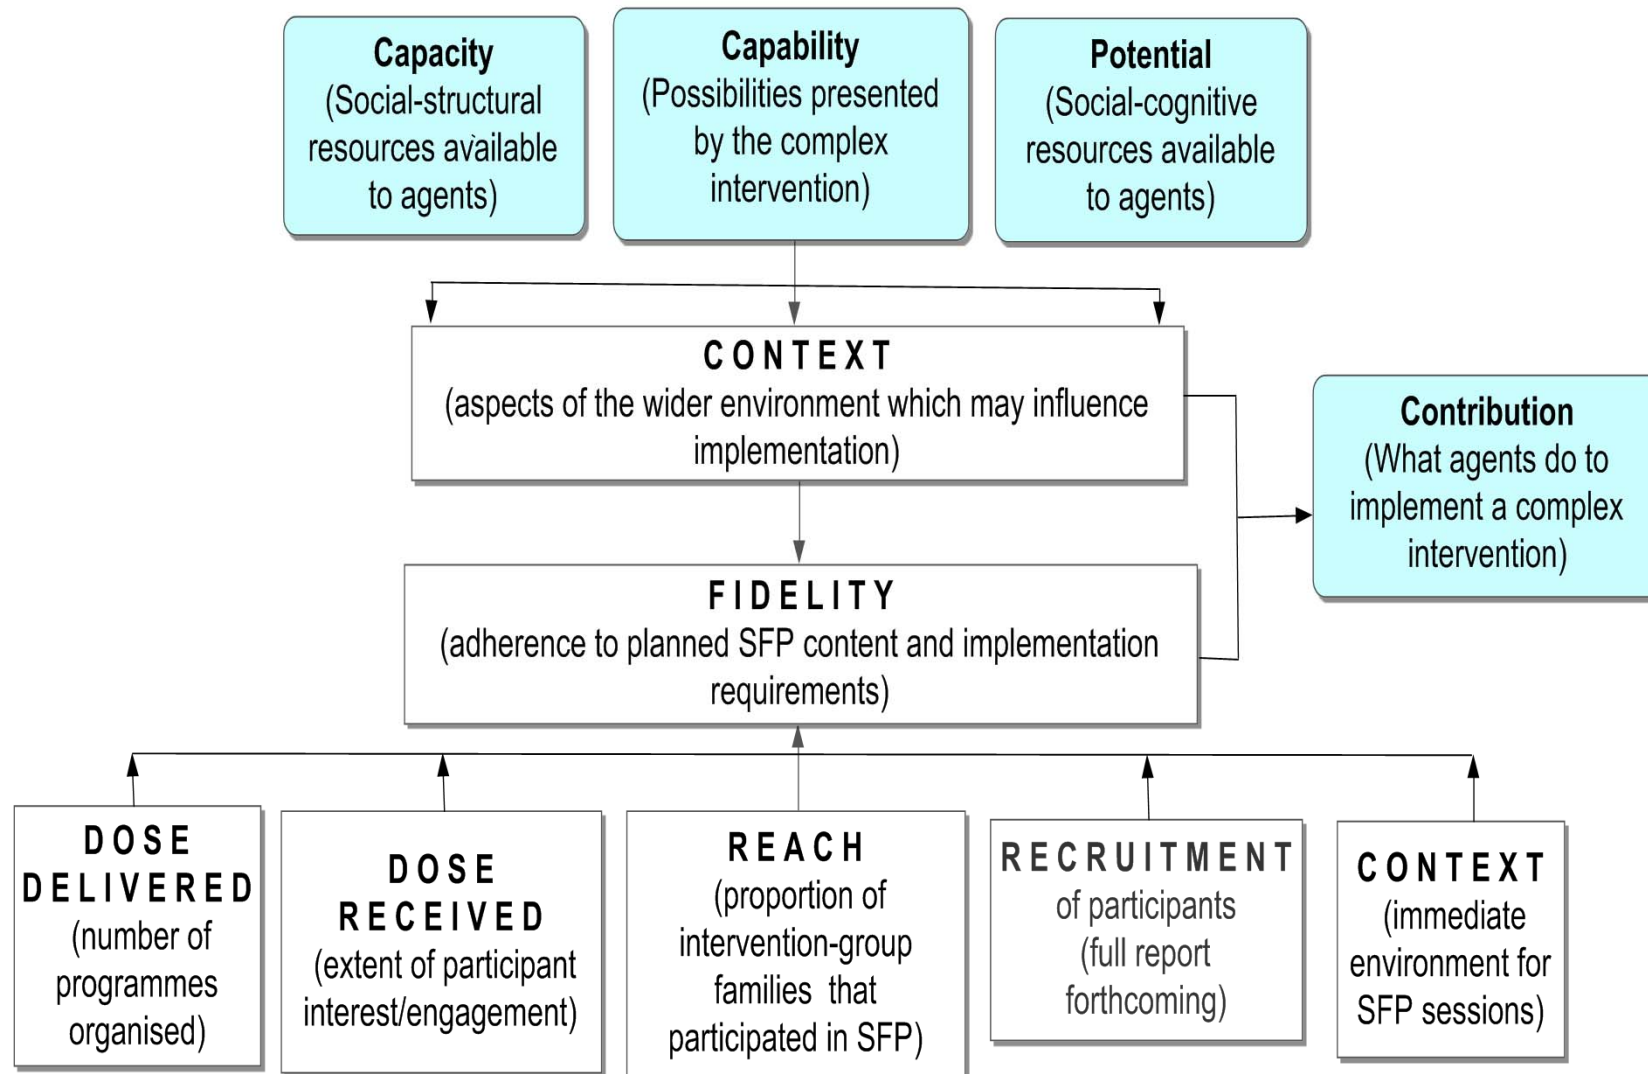 Capacity
(Social-structural
resources available
to agents)
Capability
(Possibilities presented
by the complex
intervention)
Potential
(Social-cognitive
resources available
to agents)
CONTEXT
(aspects of the wider environment which may influence
implementation)
Contribution
(What agents do to
implement a complex
intervention)
FIDELITY
(adherence to planned SFP content and implementation
requirements)
DOSE
DELIVERED
(number of
programmes
organised)
DOSE
RECEIVED
(extent of participant
interest/engagement)
REACH
(proportion of
intervention-group
families that
participated in SFP)
RECRUITMENT
of participants
(full report
forthcoming)
CONTEXT
(immediate
environment for
SFP sessions)